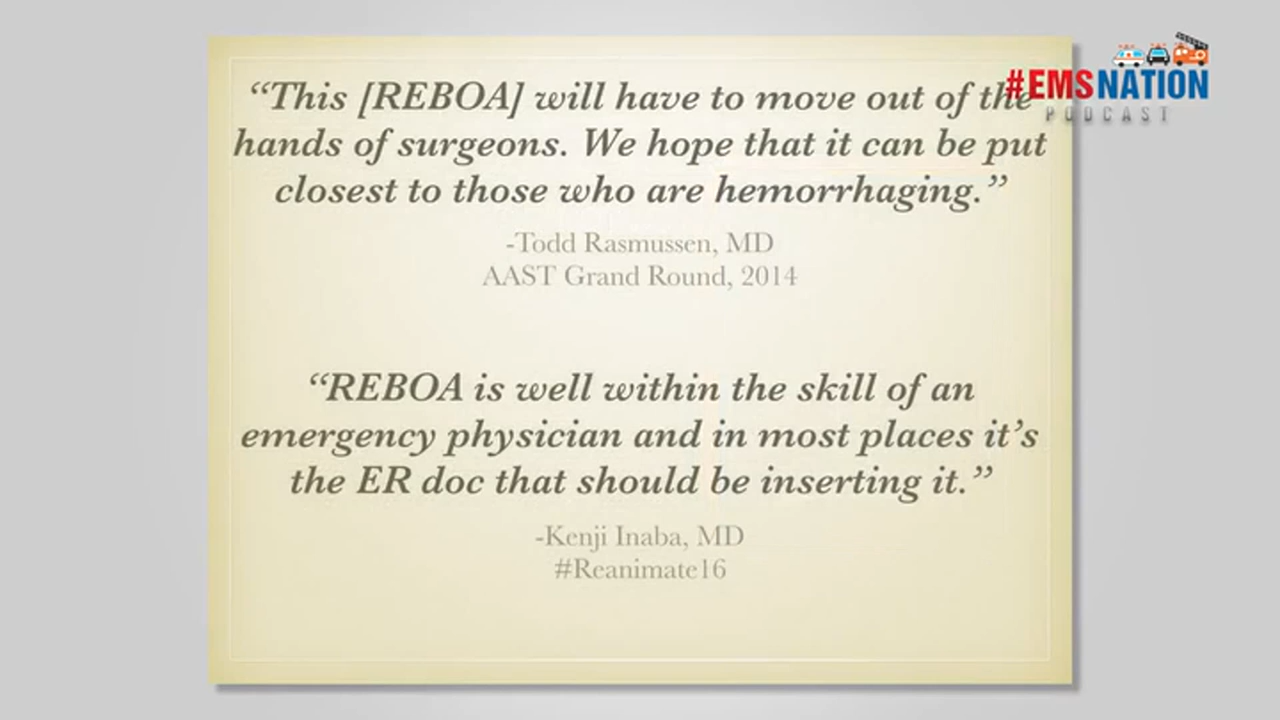 “This [REBOA] will have to move out of the
hands of surgeons. We hope that it can be put
closest to those who are hemorrhaging.”
-Todd Rasmussen, MD
AAST Grand Round, 2014
“REBOA is well within the skill of an
emergency physician and in most places it’s
the ER doc that should be inserting it.”
-Kenji Inaba, MD
#Reanimate16
#EMSNATION
PODCAST